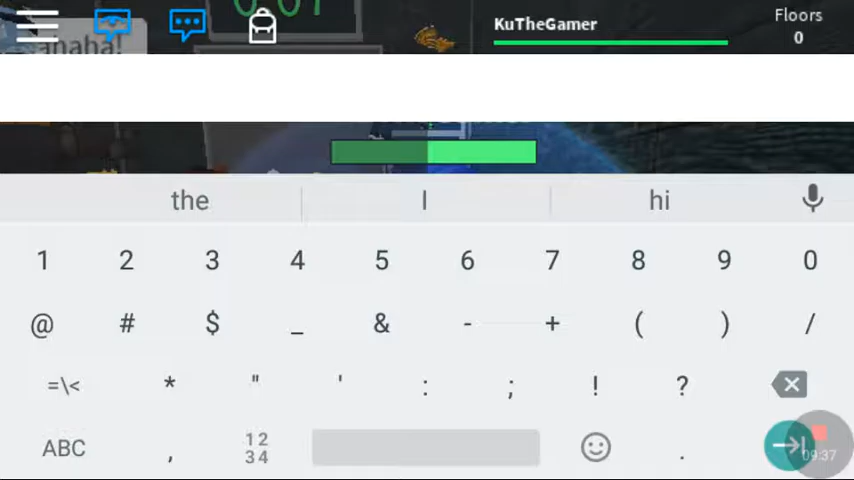 Floors
KuTheGamer
0
anaba!
the I hi
1 2 3 4 5 6 7 8 9 0
@ # $ _ & - + ( ) /
=\< * " ' : ; ! ?
ABC , 12 34 .
09:37